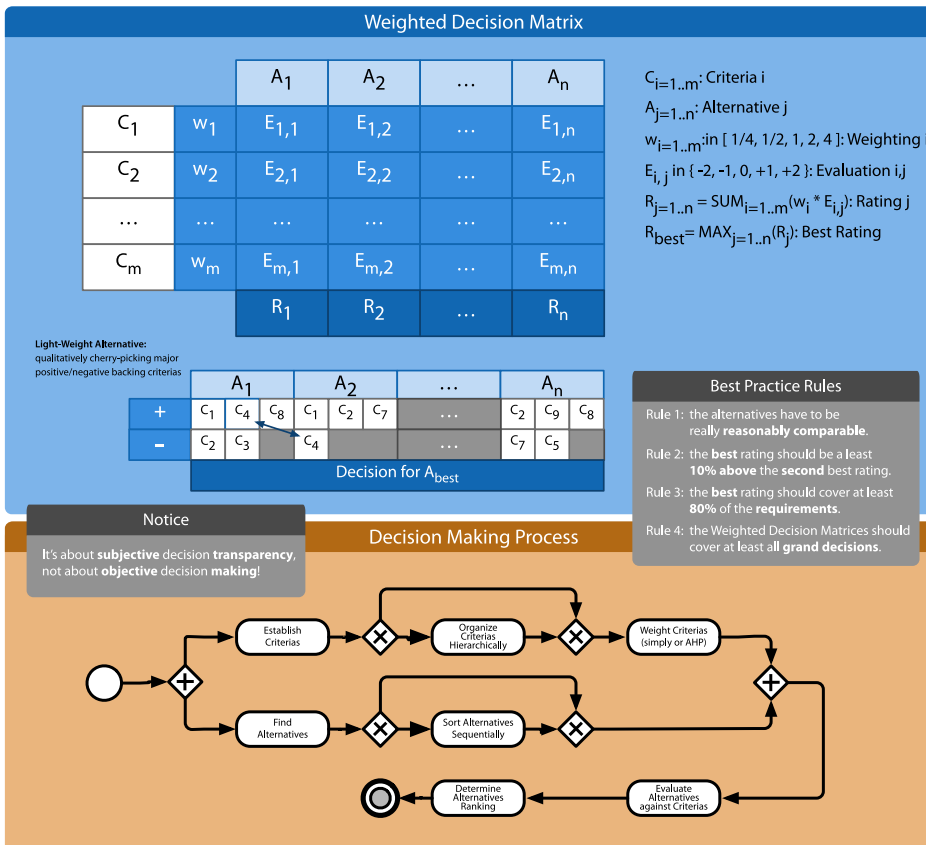 Weighted Decision Matrix
A1 A2 ... An
C1 w1 E1,1 E1,2 ... E1,n
C2 w2 E2,1 E2,2 ... E2,n
... ... ... ... ... ...
Cm wm Em,1 Em,2 ... Em,n
R1 R2 ... Rn
Ci=1..m: Criteria i
Aj=1..n: Alternative j
wi=1..m:in [ 1/4, 1/2, 1, 2, 4 ]: Weighting i
Ei, j in { -2, -1, 0, +1, +2 }: Evaluation i,j
Rj=1..n = SUMi=1..m(wi * Ei,j): Rating j
Rbest= MAXj=1..n(Rj): Best Rating
Light-Weight Alternative:
qualitatively cherry-picking major
positive/negative backing criterias
A1 A2 ... An
+ C1 C4 C8 C1 C2 C7 ... C2 C9 C8
– C2 C3 C4 ... C7 C5
Decision for Abest
Best Practice Rules
Rule 1: the alternatives have to be
really reasonably comparable.
Rule 2: the best rating should be a least
10% above the second best rating.
Rule 3: the best rating should cover at least
80% of the requirements.
Rule 4: the Weighted Decision Matrices should
cover at least all grand decisions.
Notice
It's about subjective decision transparency,
not about objective decision making!
Decision Making Process
Establish
Criterias
Organize
Criterias
Hierarchically
Weight Criterias
(simply or AHP)
Find
Alternatives
Sort Alternatives
Sequentially
Determine
Alternatives
Ranking
Evaluate
Alternatives
against Criterias